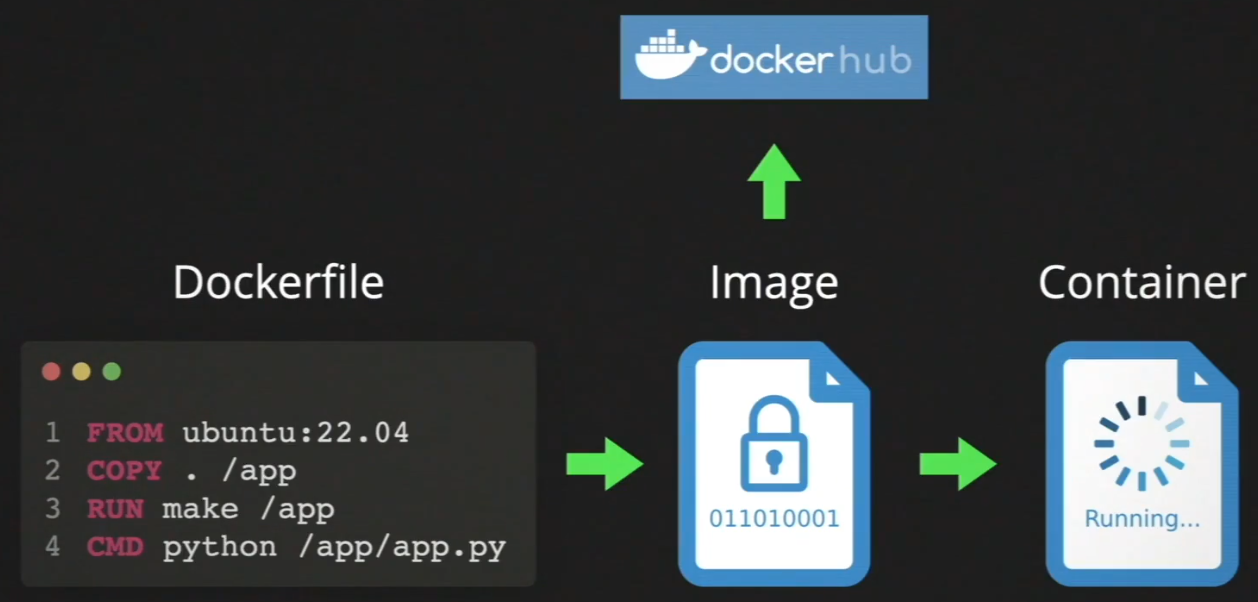 docker hub
Dockerfile
Image
Container
1 FROM ubuntu:22.04
2 COPY . /app
3 RUN make /app
4 CMD python /app/app.py
011010001
Running...